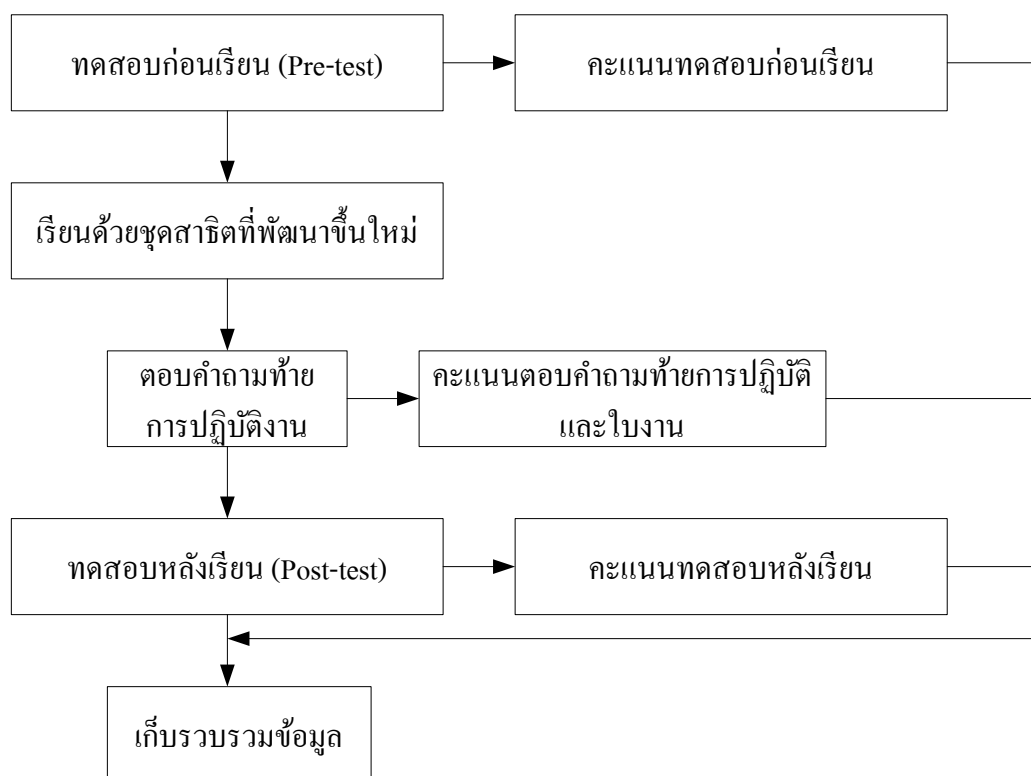 ทดสอบก่อนเรียน (Pre-test)
คะแนนทดสอบก่อนเรียน
เรียนด้วยชุดสาธิตที่พัฒนาขึ้นใหม่
ตอบคำถามท้าย
การปฏิบัติงาน
คะแนนตอบคำถามท้ายการปฏิบัติ
และใบงาน
ทดสอบหลังเรียน (Post-test)
คะแนนทดสอบหลังเรียน
เก็บรวบรวมข้อมูล